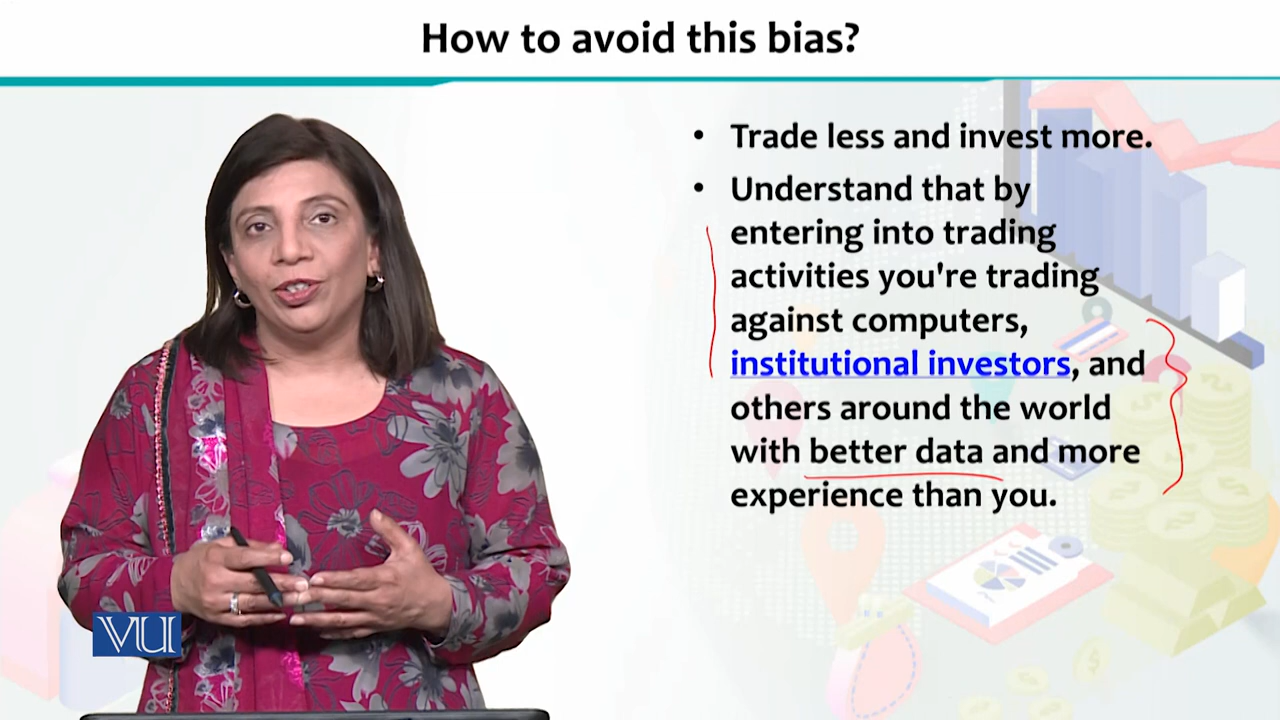 How to avoid this bias?
• Trade less and invest more.
• Understand that by
entering into trading
activities you're trading
against computers,
institutional investors, and
others around the world
with better data and more
experience than you.
VU